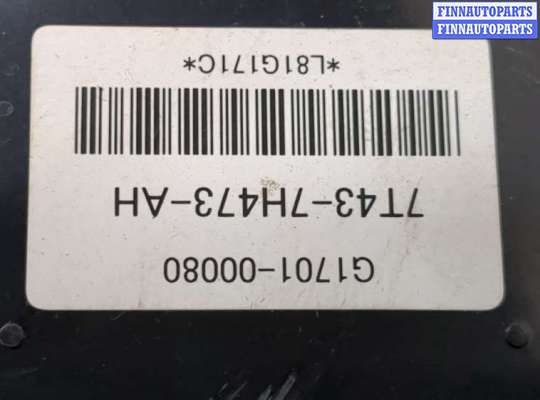 FINNAUTOPARTS
FINNAUTOPARTS
G1701-00080
7T43-7H473-AH
*L81G171C*